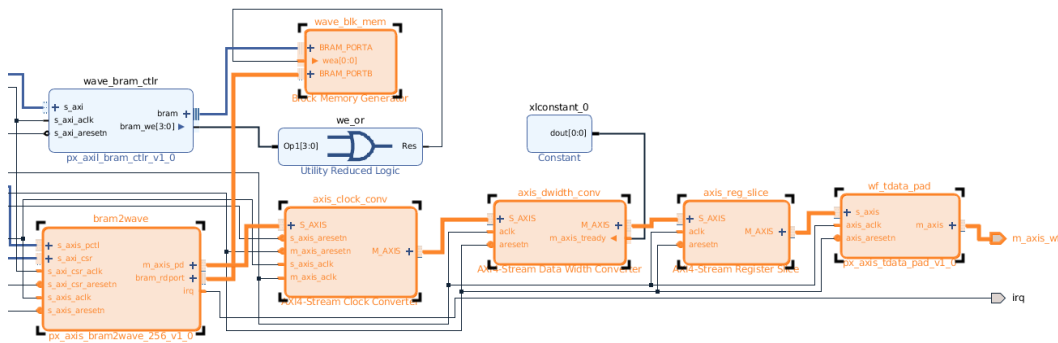 wave_blk_mem
BRAM_PORTA
wea[0:0]
BRAM_PORTB
Block Memory Generator
wave_bram_ctlr
s_axi
s_axi_aclk
s_axi_aresetn
bram
bram_we[3:0]
px_axil_bram_ctlr_v1_0
we_or
Op1[3:0]
Res
Utility Reduced Logic
xlconstant_0
dout[0:0]
Constant
bram2wave
s_axis_pctl
s_axi_csr
s_axi_csr_aclk
s_axi_csr_aresetn
s_axis_aclk
s_axis_aresetn
m_axis_pd
bram_rdport
irq
px_axis_bram2wave_256_v1_0
axis_clock_conv
S_AXIS
s_axis_aresetn
m_axis_aresetn
s_axis_aclk
m_axis_aclk
M_AXIS
AXI4-Stream Clock Converter
axis_dwidth_conv
S_AXIS
aclk
aresetn
M_AXIS
m_axis_tready
AXI4-Stream Data Width Converter
axis_reg_slice
S_AXIS
aclk
aresetn
M_AXIS
AXI4-Stream Register Slice
wf_tdata_pad
s_axis
axis_aclk
axis_aresetn
m_axis
px_axis_tdata_pad_v1_0
m_axis_w
irq